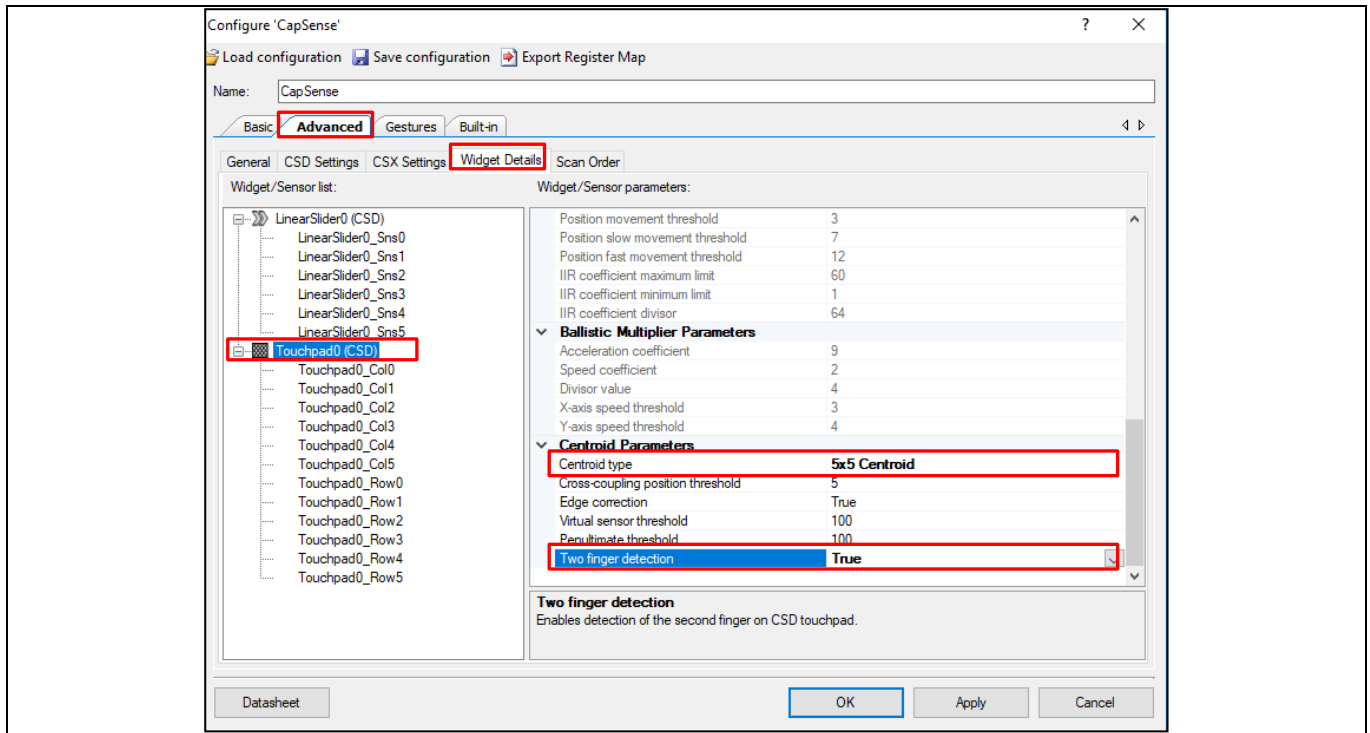 Configure 'CapSense' ? X
Load configuration Save configuration Export Register Map
Name: CapSense
Basic Advanced Gestures Built-in
General CSD Settings CSX Settings Widget Details Scan Order
Widget/Sensor list: Widget/Sensor parameters:
LinearSlider0 (CSD) Position movement threshold 3
LinearSlider0_Sns0 Position slow movement threshold 7
LinearSlider0_Sns1 Position fast movement threshold 12
LinearSlider0_Sns2 IIR coefficient maximum limit 60
LinearSlider0_Sns3 IIR coefficient minimum limit 1
LinearSlider0_Sns4 IIR coefficient divisor 64
LinearSlider0_Sns5 Ballistic Multiplier Parameters
Touchpad0 (CSD) Acceleration coefficient 9
Touchpad0_Col0 Speed coefficient 2
Touchpad0_Col1 Divisor value 4
Touchpad0_Col2 X-axis speed threshold 3
Touchpad0_Col3 Y-axis speed threshold 4
Touchpad0_Col4 Centroid Parameters
Touchpad0_Col5 Centroid type 5x5 Centroid
Touchpad0_Row0 Cross-coupling position threshold 5
Touchpad0_Row1 Edge correction True
Touchpad0_Row2 Virtual sensor threshold 100
Touchpad0_Row3 Penultimate threshold 100
Touchpad0_Row4 Two finger detection True
Touchpad0_Row5
Two finger detection
Enables detection of the second finger on CSD touchpad.
Datasheet OK Apply Cancel